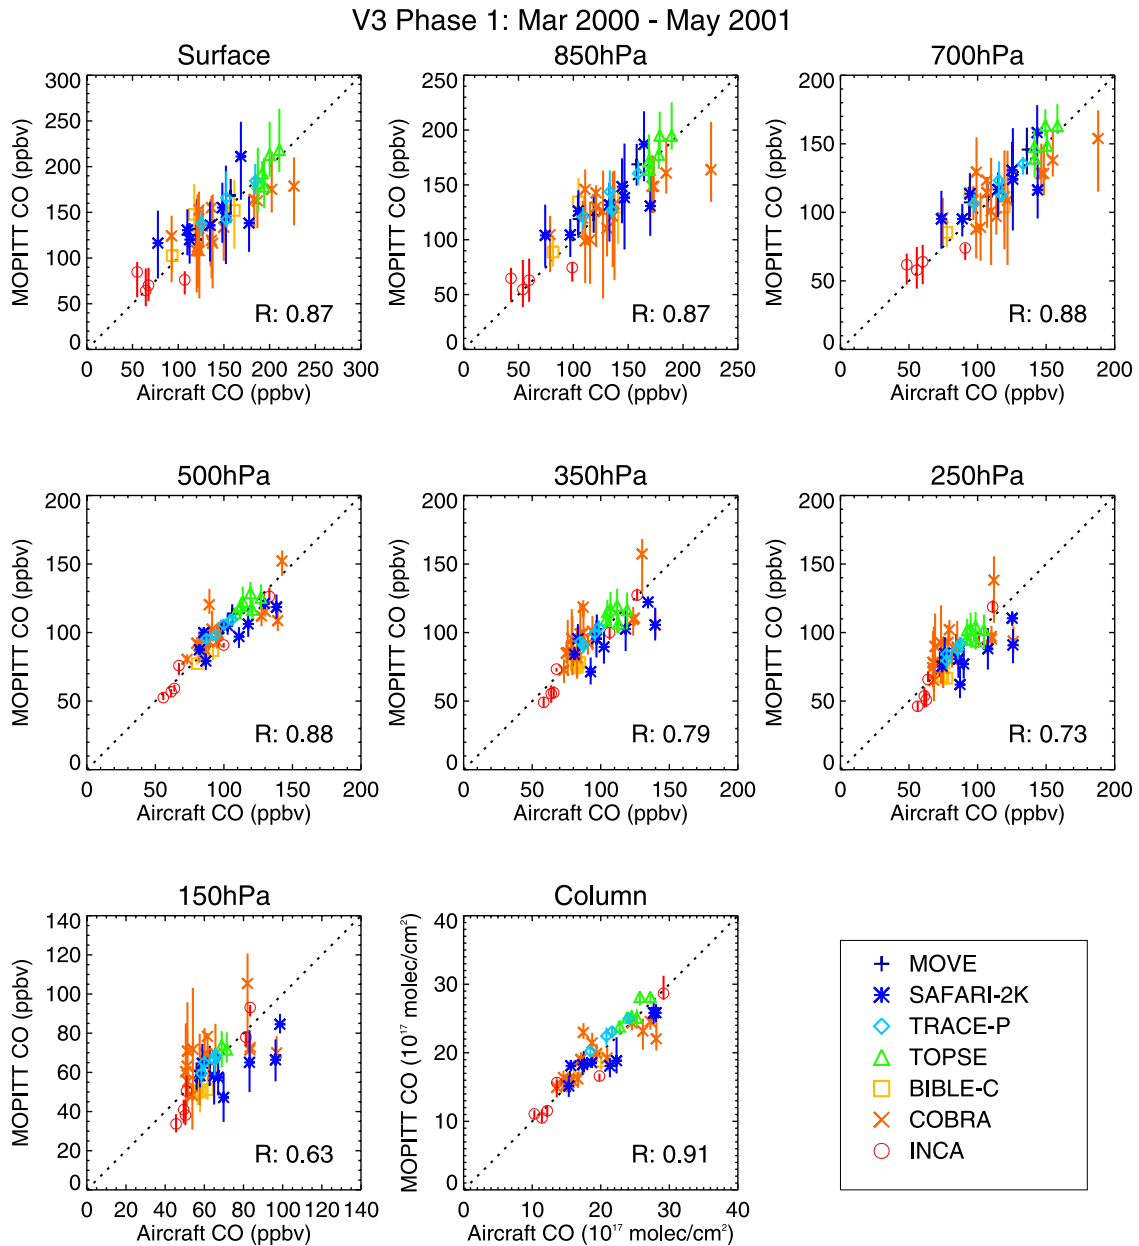 V3 Phase 1: Mar 2000 - May 2001
Surface
MOPITT CO (ppbv)
300
250
200
150
100
50
0
R: 0.87
0 50 100 150 200 250 300
Aircraft CO (ppbv)
850hPa
MOPITT CO (ppbv)
250
200
150
100
50
0
R: 0.87
0 50 100 150 200 250
Aircraft CO (ppbv)
700hPa
MOPITT CO (ppbv)
200
150
100
50
0
R: 0.88
0 50 100 150 200
Aircraft CO (ppbv)
500hPa
MOPITT CO (ppbv)
200
150
100
50
0
R: 0.88
0 50 100 150 200
Aircraft CO (ppbv)
350hPa
MOPITT CO (ppbv)
200
150
100
50
0
R: 0.79
0 50 100 150 200
Aircraft CO (ppbv)
250hPa
MOPITT CO (ppbv)
200
150
100
50
0
R: 0.73
0 50 100 150 200
Aircraft CO (ppbv)
150hPa
MOPITT CO (ppbv)
140
120
100
80
60
40
20
0
R: 0.63
0 20 40 60 80 100 120 140
Aircraft CO (ppbv)
Column
MOPITT CO (10¹⁷ molec/cm²)
40
30
20
10
0
R: 0.91
0 10 20 30 40
Aircraft CO (10¹⁷ molec/cm²)
MOVE
SAFARI-2K
TRACE-P
TOPSE
BIBLE-C
COBRA
INCA